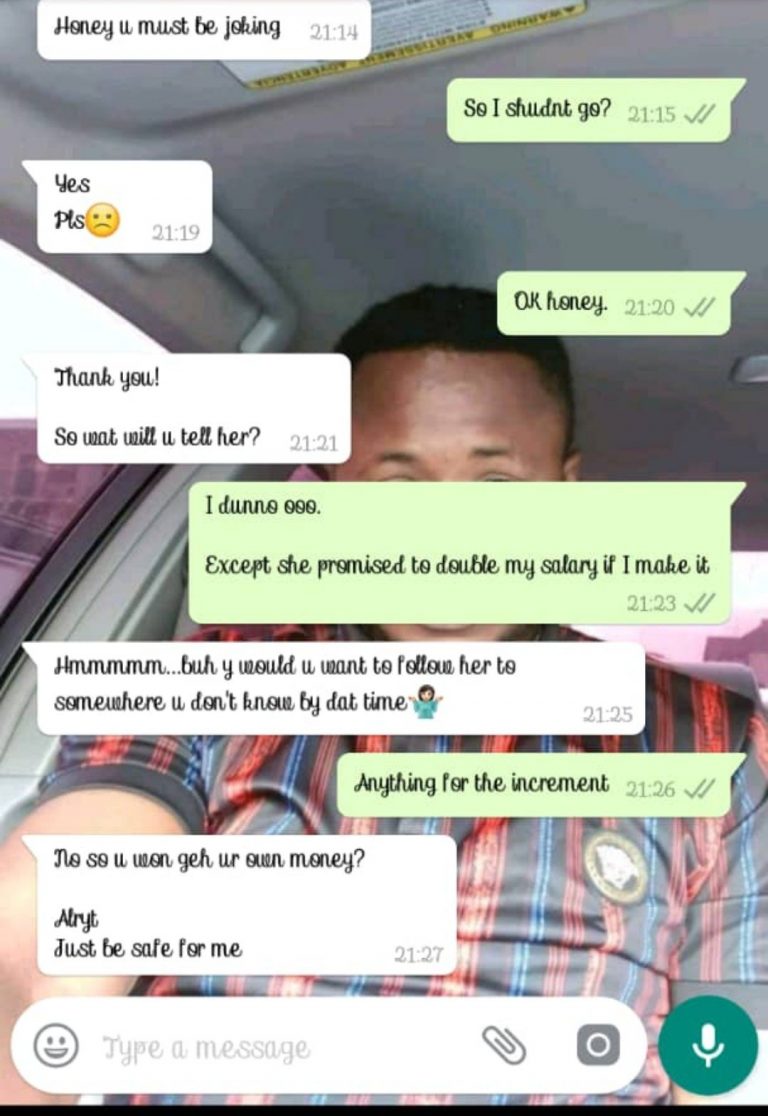 WARNING
AVERTISSEMENT
Honey u must be joking 21:14
So I shudnt go? 21:15
Yes
Pls☹️ 21:19
OK honey. 21:20
Thank you!
So wat will u tell her? 21:21
I dunno ooo.
Except she promised to double my salary if I make it
21:23
Hmmmmm...buh y would u want to follow her to
somewhere u don't know by dat time🤷🏻‍♀️
21:25
Anything for the increment 21:26
No so u won geh ur own money?
Alryt
Just be safe for me 21:27
Type a message